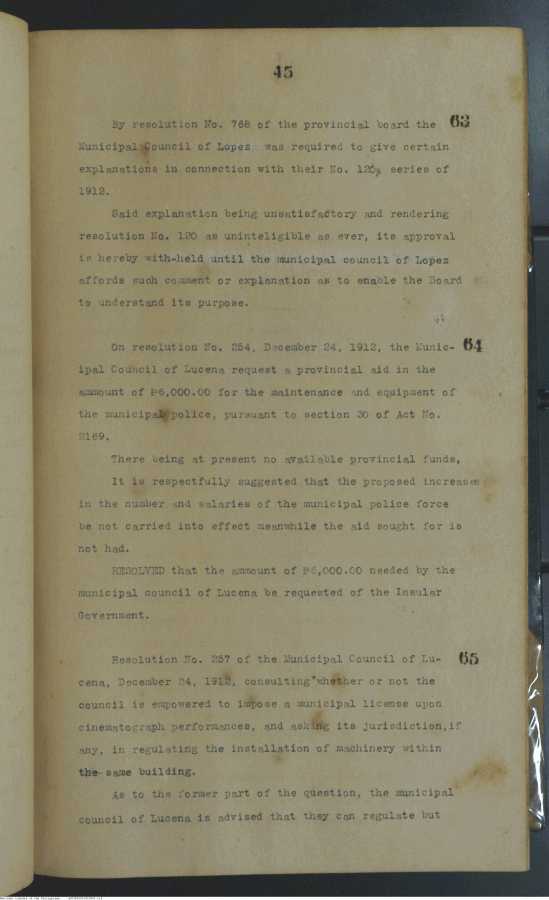 45
By resolution No. 768 of the provincial board the 63
Municipal Council of Lopez was required to give certain
explanations in connection with their No. 120, series of
1912.
Said explanation being unsatisfactory and rendering
resolution No. 120 as uninteligible as ever, its approval
is hereby with-held until the municipal council of Lopez
affords such comment or explanation as to enable the Board
to understand its purpose.
On resolution No. 254, December 24, 1912, the Munic- 64
ipal Council of Lucena request a provincial aid in the
ammount of ₱6,000.00 for the maintenance and equipment of
the municipal police, pursuant to section 30 of Act No.
2169.
There being at present no available provincial funds,
It is respectfully suggested that the proposed increases
in the number and salaries of the municipal police force
be not carried into effect meanwhile the aid sought for is
not had.
RESOLVED that the ammount of ₱6,000.00 needed by the
municipal council of Lucena be requested of the Insular
Government.
Resolution No. 257 of the Municipal Council of Lu- 65
cena, December 24, 1912, consulting whether or not the
council is empowered to impose a municipal license upon
cinematograph performances, and asking its jurisdiction, if
any, in regulating the installation of machinery within
the same building.
As to the former part of the question, the municipal
council of Lucena is advised that they can regulate but